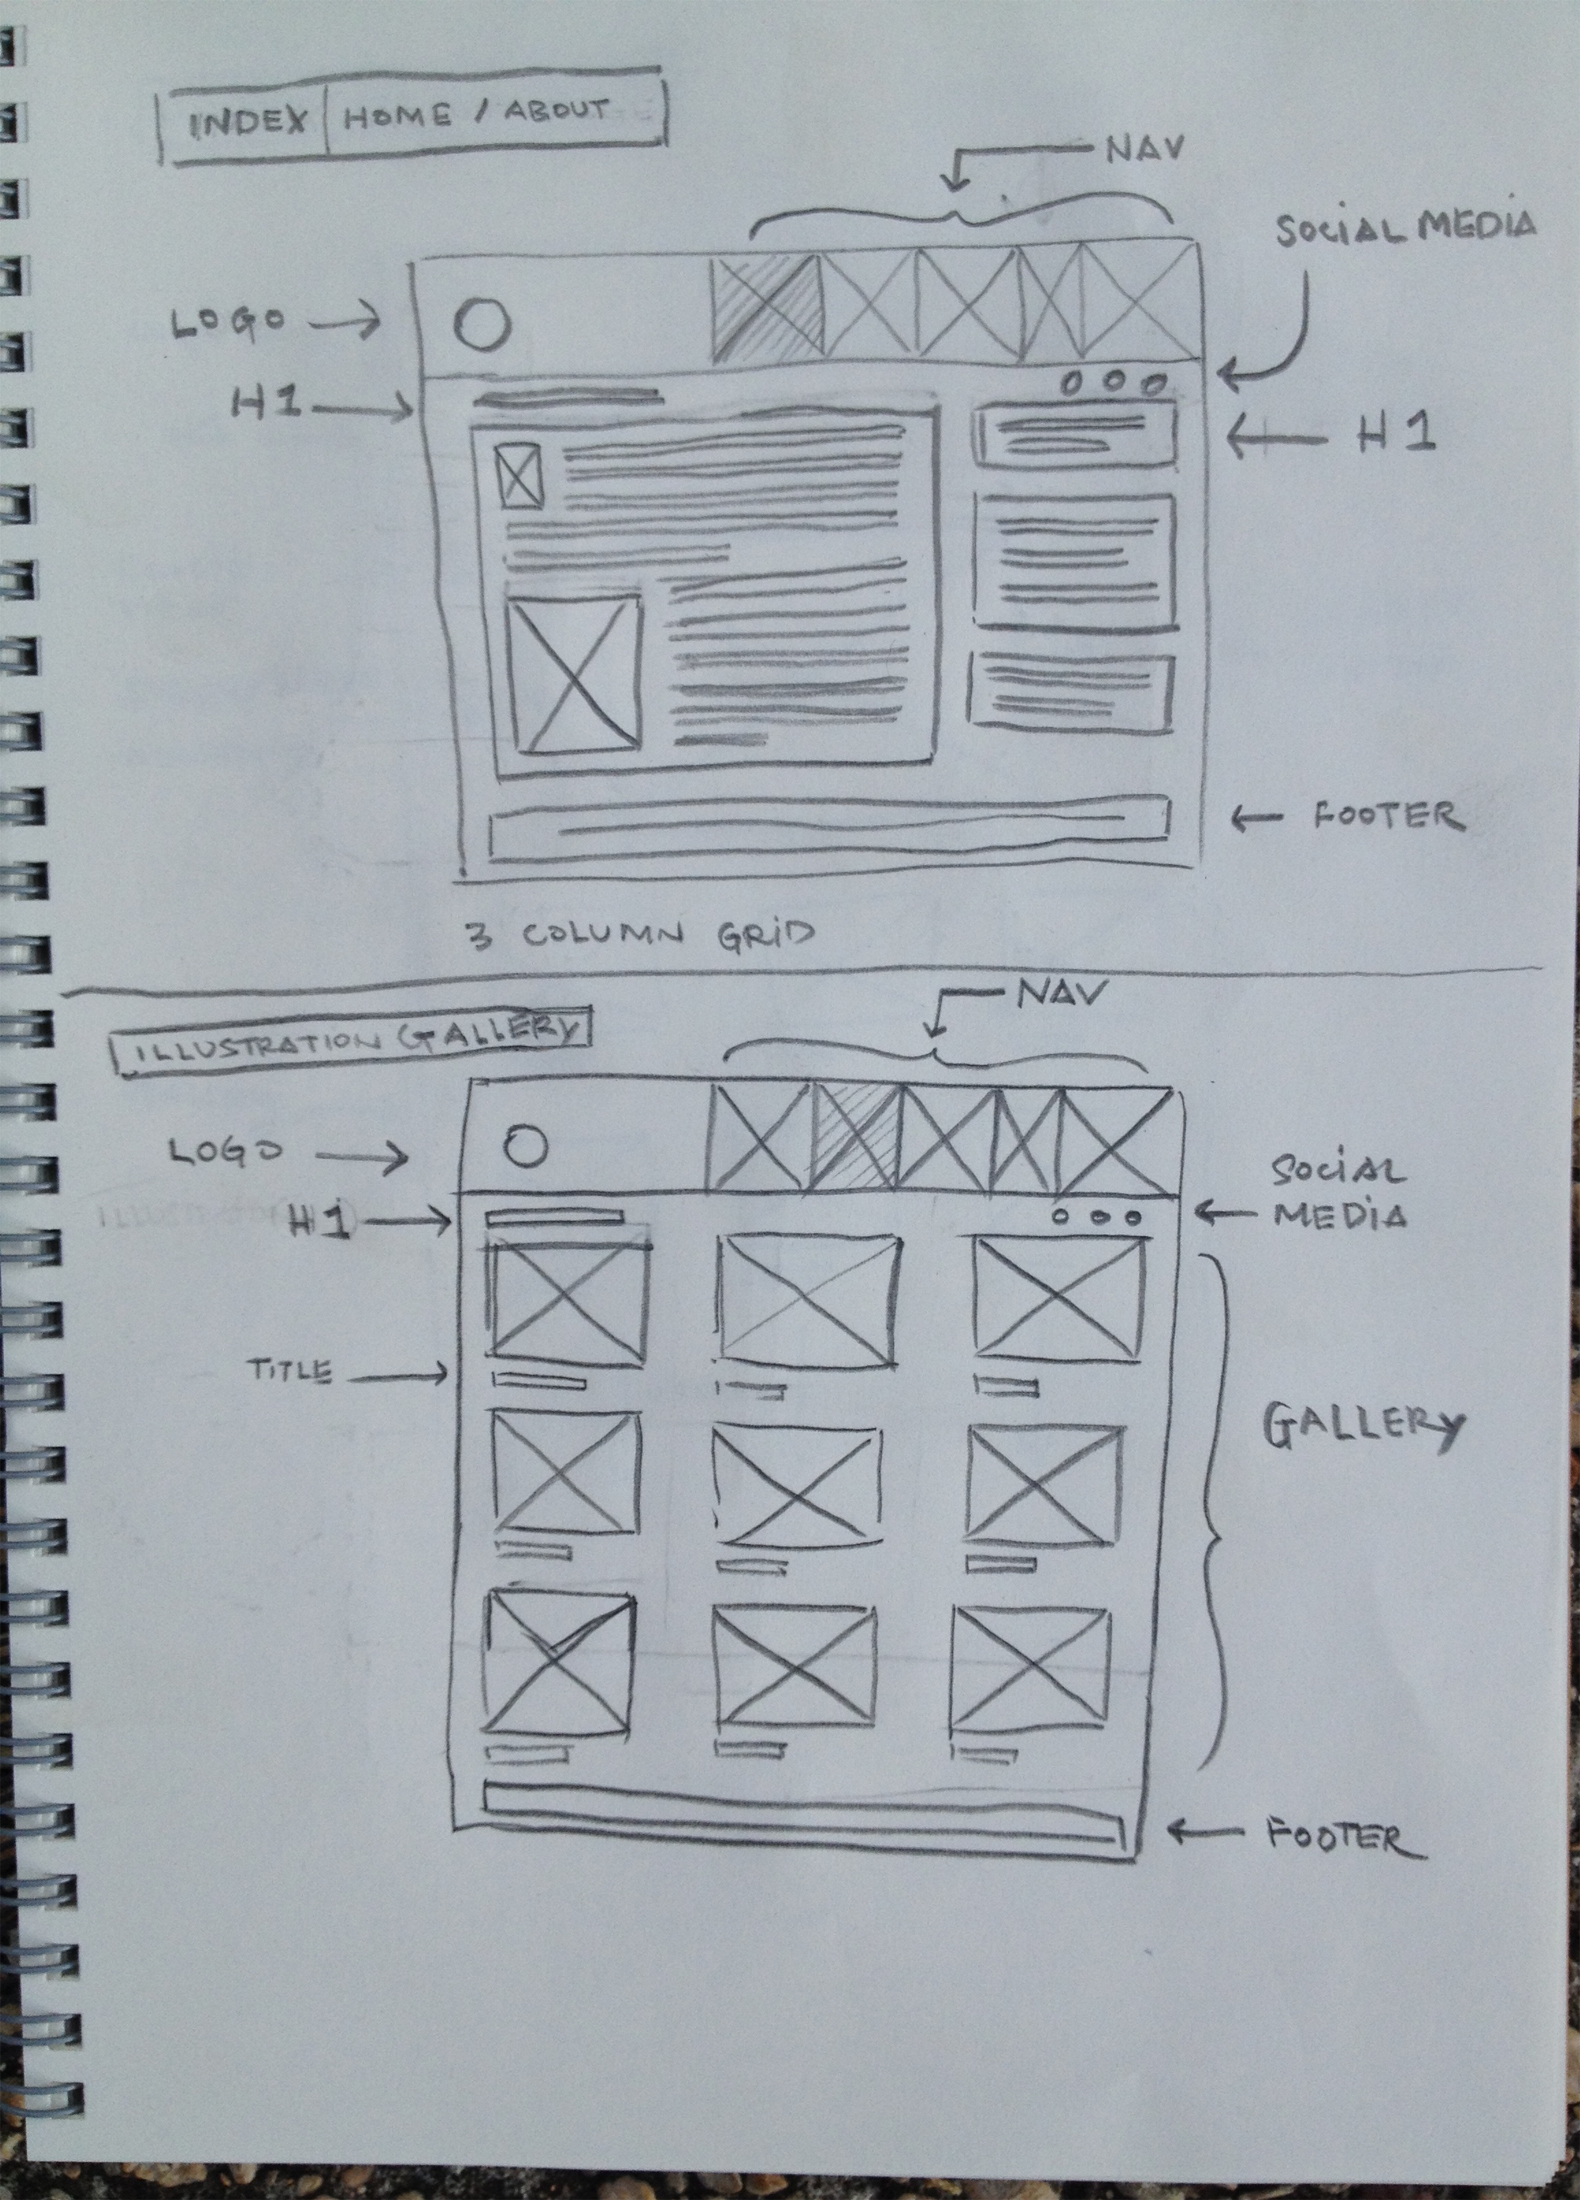 INDEX HOME / ABOUT
NAV
SOCIAL MEDIA
LOGO
H1
H1
FOOTER
3 COLUMN GRID
NAV
ILLUSTRATION GALLERY
LOGO
SOCIAL
MEDIA
H1
TITLE
GALLERY
FOOTER